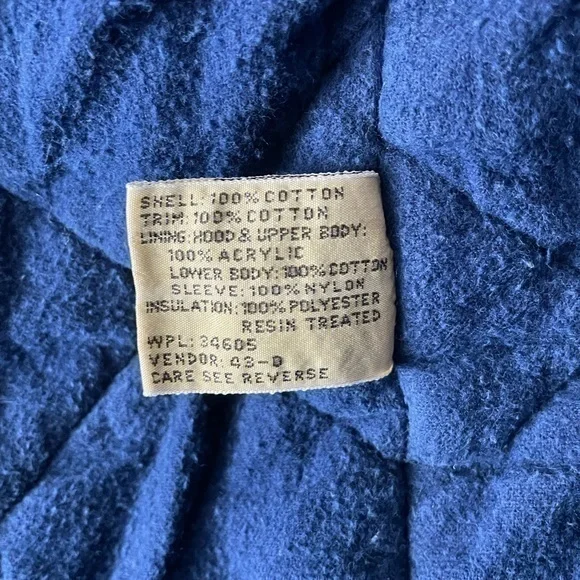 SHELL: 100% COTTON
TRIM: 100% COTTON
LINING: HOOD & UPPER BODY:
100% ACRYLIC
LOWER BODY: 100% COTTON
SLEEVE: 100% NYLON
INSULATION: 100% POLYESTER
RESIN TREATED
WPL: 34605
VENDOR: 43-D
CARE SEE REVERSE